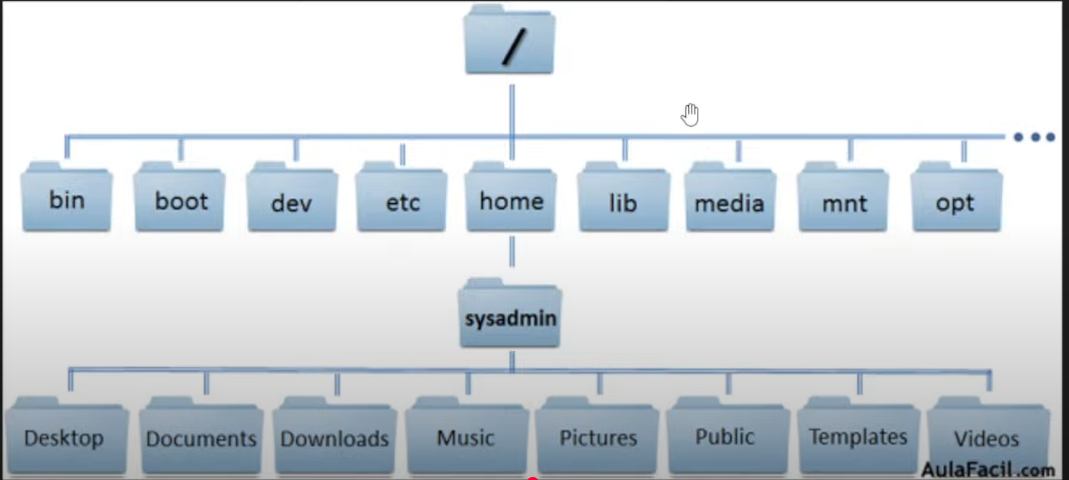 /
bin boot dev etc home lib media mnt opt
sysadmin
Desktop Documents Downloads Music Pictures Public Templates Videos
AulaFacil.com